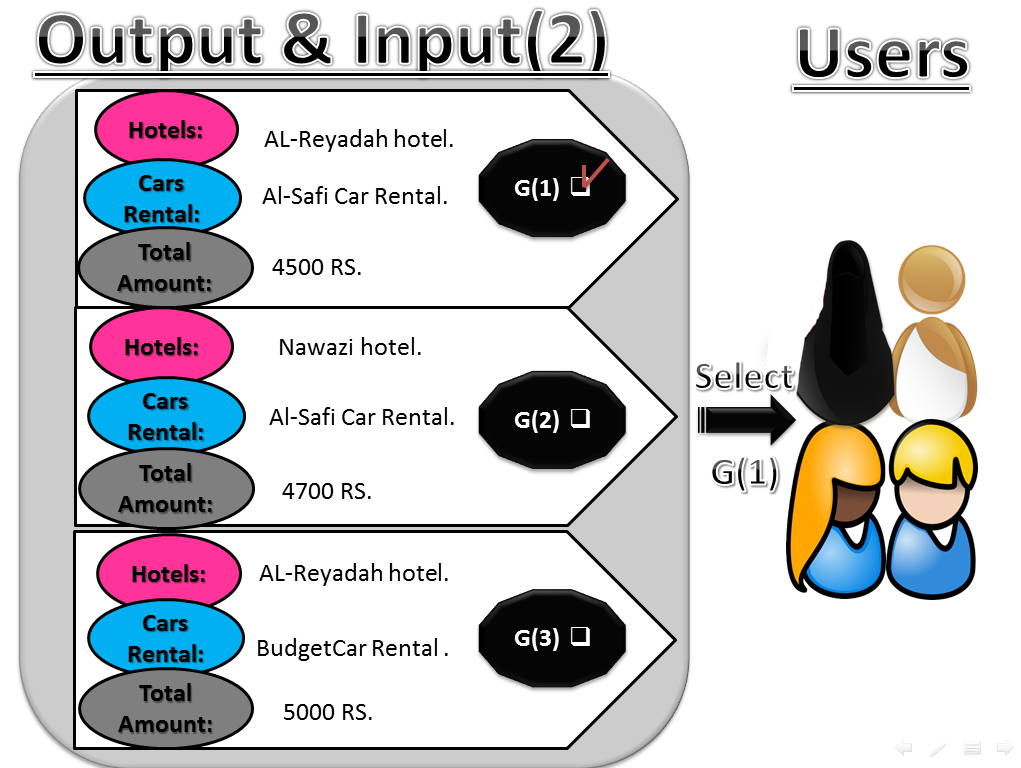 Output & Input(2)
Users
Hotels:
AL-Reyadah hotel.
Cars
Rental:
Al-Safi Car Rental.
G(1)
Total
Amount:
4500 RS.
Hotels:
Nawazi hotel.
Cars
Rental:
Al-Safi Car Rental.
G(2)
Total
Amount:
4700 RS.
Hotels:
AL-Reyadah hotel.
Cars
Rental:
BudgetCar Rental .
G(3)
Total
Amount:
5000 RS.
Select
G(1)